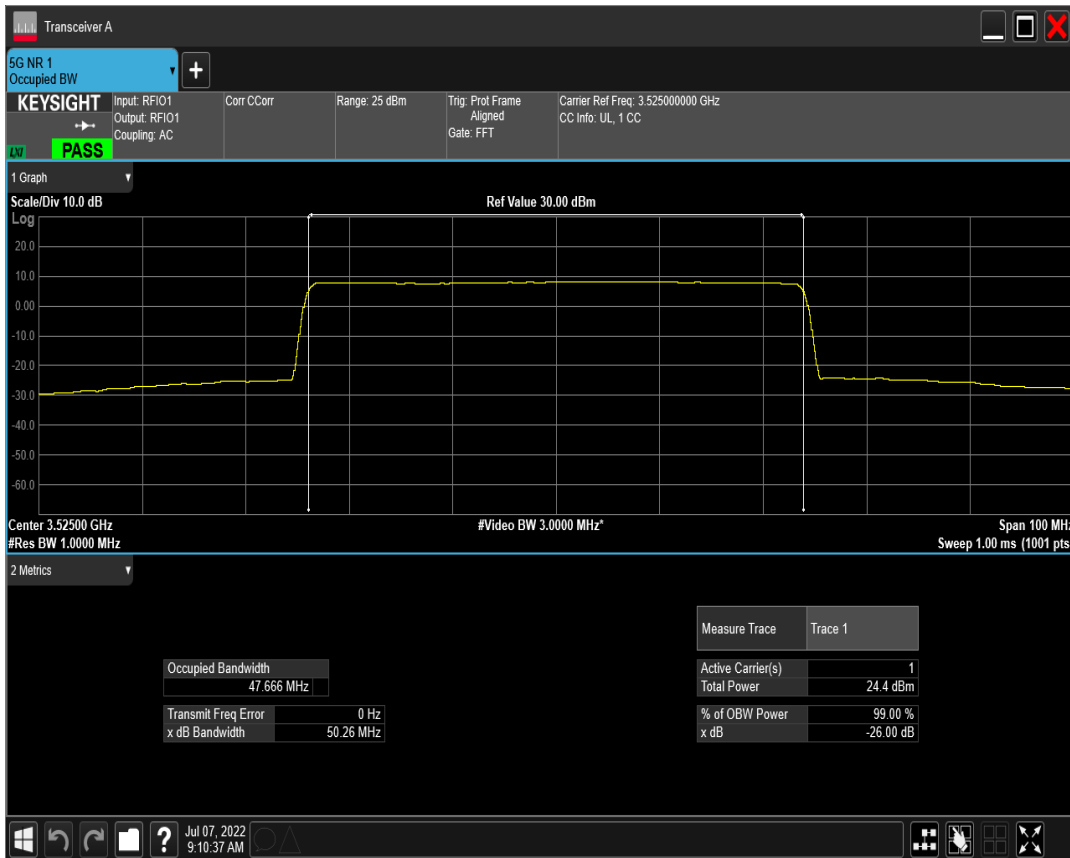 Transceiver A
5G NR 1
Occupied BW
+
KEYSIGHT
LXI
PASS
Input: RFIO1
Output: RFIO1
Coupling: AC
Corr CCorr
Range: 25 dBm
Trig: Prot Frame
Aligned
Gate: FFT
Carrier Ref Freq: 3.525000000 GHz
CC Info: UL, 1 CC
1 Graph
Scale/Div 10.0 dB
Ref Value 30.00 dBm
Log
20.0
10.0
0.00
-10.0
-20.0
-30.0
-40.0
-50.0
-60.0
Center 3.52500 GHz
#Video BW 3.0000 MHz*
Span 100 MHz
#Res BW 1.0000 MHz
Sweep 1.00 ms (1001 pts
2 Metrics
Measure Trace Trace 1
Occupied Bandwidth
47.666 MHz
Active Carrier(s) 1
Total Power 24.4 dBm
Transmit Freq Error 0 Hz
x dB Bandwidth 50.26 MHz
% of OBW Power 99.00 %
x dB -26.00 dB
?
Jul 07, 2022
9:10:37 AM